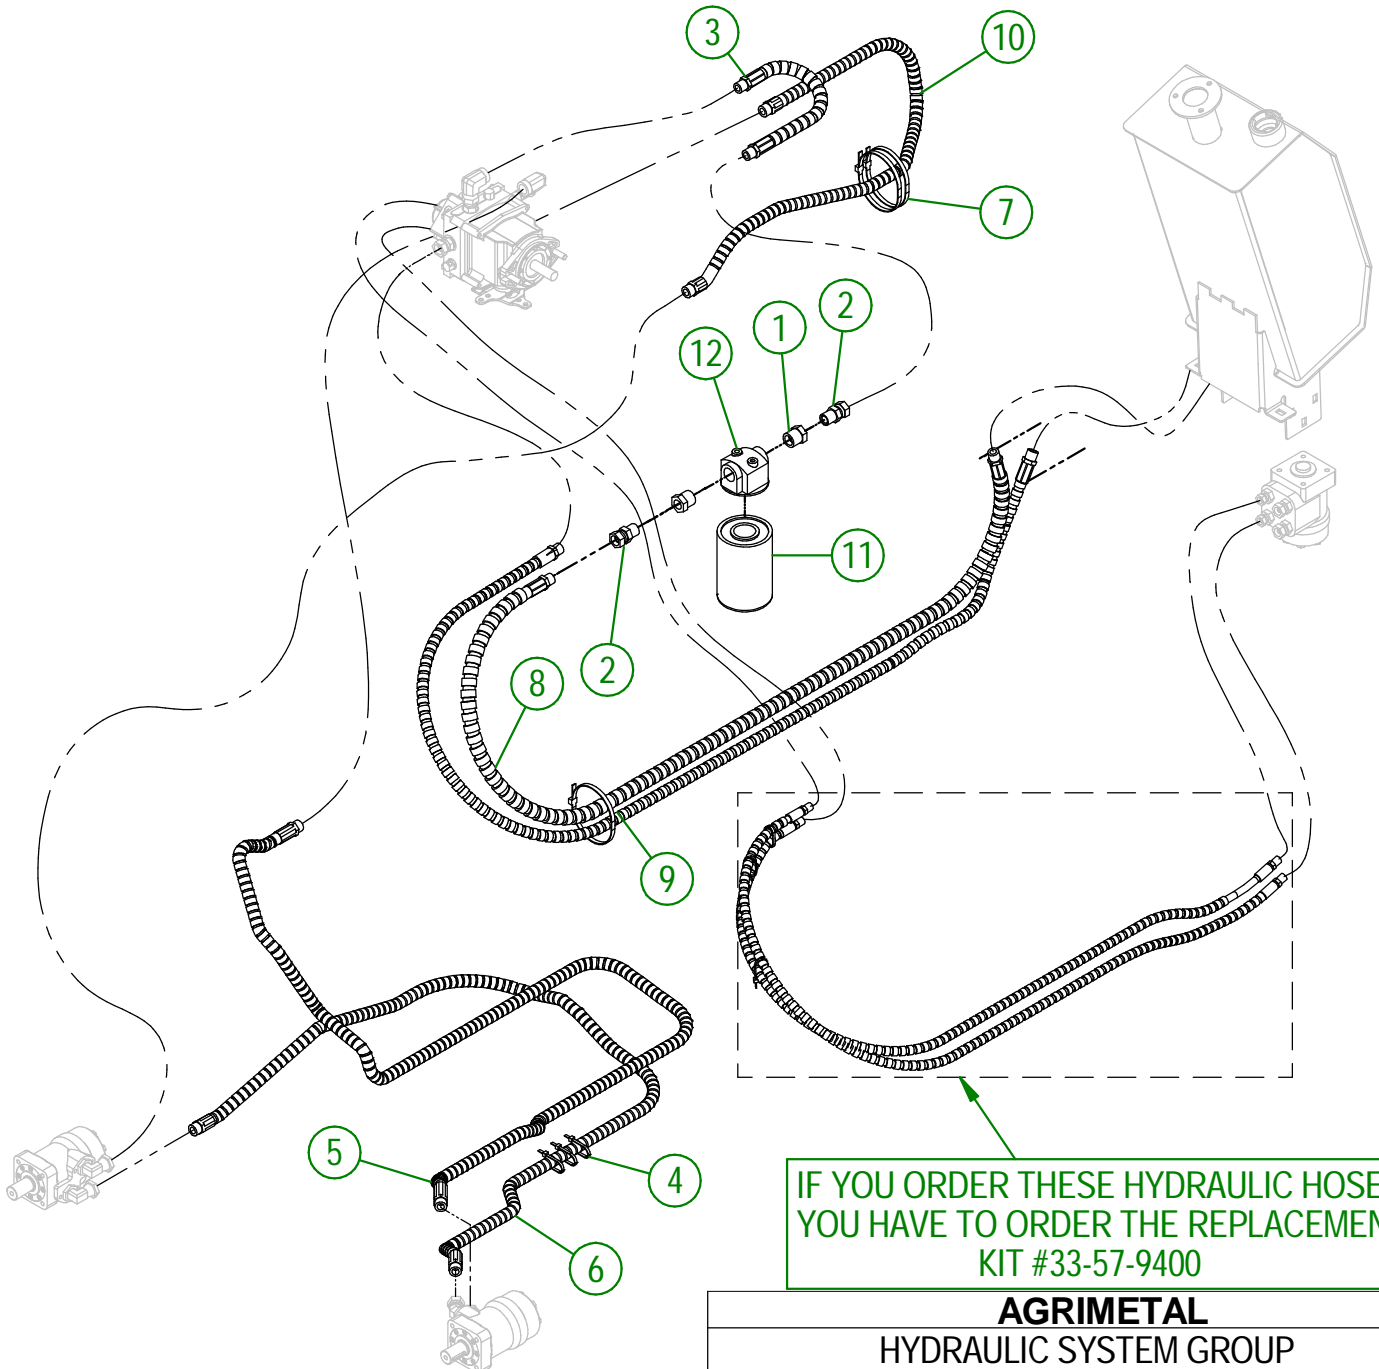 3
10
7
2
1
12
11
2
8
9
5
4
6
IF YOU ORDER THESE HYDRAULIC HOSE
YOU HAVE TO ORDER THE REPLACEMEN
KIT #33-57-9400
AGRIMETAL
HYDRAULIC SYSTEM GROUP